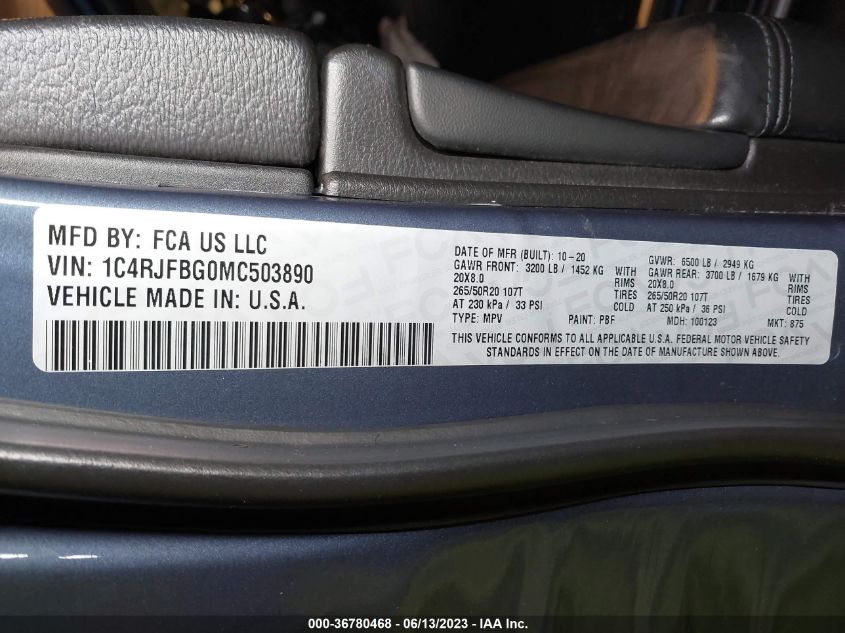 MFD BY: FCA US LLC
VIN: 1C4RJFBG0MC503890
VEHICLE MADE IN: U.S.A.
DATE OF MFR (BUILT): 10-20 GVWR: 6500 LB / 2949 KG
GAWR FRONT: 3200 LB / 1452 KG WITH GAWR REAR: 3700 LB / 1679 KG
20X8.0 RIMS 20X8.0
265/50R20 107T TIRES 265/50R20 107T
AT 230 kPa / 33 PSI COLD AT 250 kPa / 36 PSI COLD
TYPE: MPV PAINT: PBF MDH: 100123 MKT: 875
THIS VEHICLE CONFORMS TO ALL APPLICABLE U.S.A. FEDERAL MOTOR VEHICLE SAFETY
STANDARDS IN EFFECT ON THE DATE OF MANUFACTURE SHOWN ABOVE.
000-36780468 - 06/13/2023 - IAA Inc.